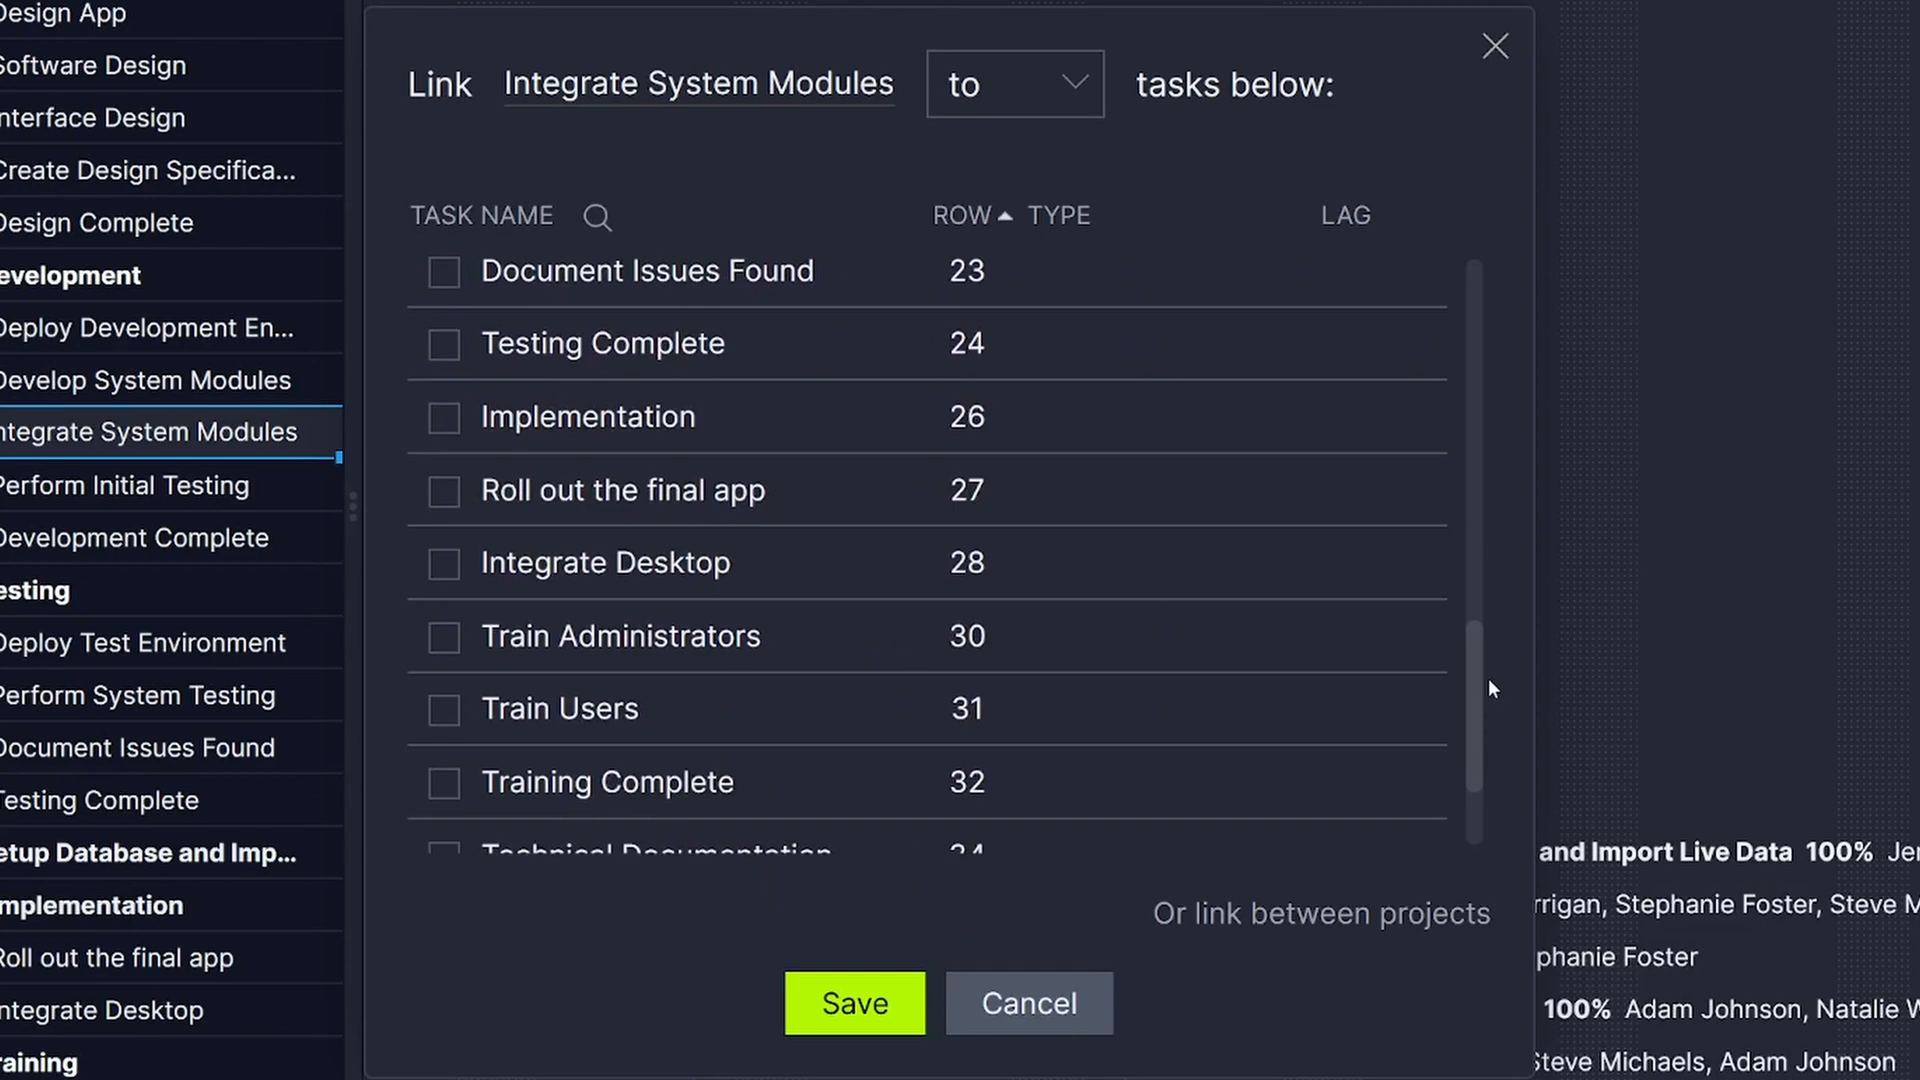 Design App
Software Design
Interface Design
Create Design Specifica...
Design Complete
evelopment
Deploy Development En...
Develop System Modules
ntegrate System Modules
Perform Initial Testing
Development Complete
esting
Deploy Test Environment
Perform System Testing
Document Issues Found
Testing Complete
etup Database and Imp...
mplementation
Roll out the final app
ntegrate Desktop
raining
Link Integrate System Modules to tasks below:
TASK NAME ROW TYPE LAG
Document Issues Found 23
Testing Complete 24
Implementation 26
Roll out the final app 27
Integrate Desktop 28
Train Administrators 30
Train Users 31
Training Complete 32
Technical Documentation 34
Or link between projects
Save Cancel
and Import Live Data 100% Jer
rrigan, Stephanie Foster, Steve M
phanie Foster
100% Adam Johnson, Natalie W
Steve Michaels, Adam Johnson